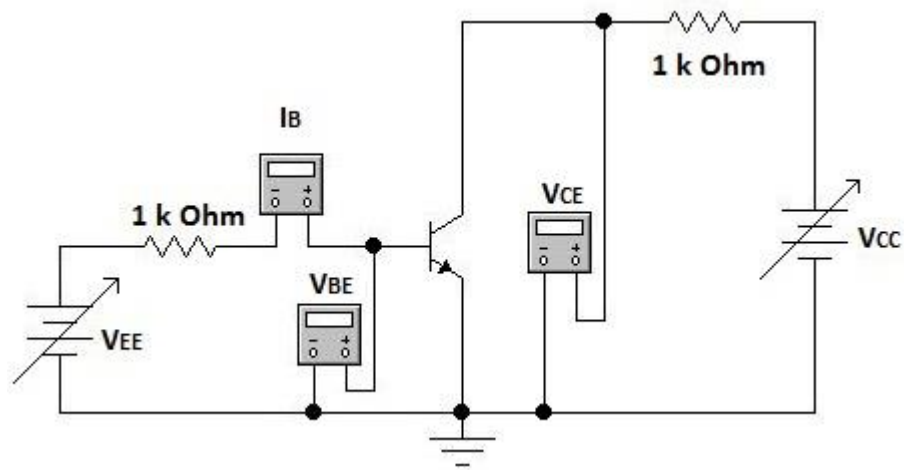 1 k Ohm
IB
VCE
1 k Ohm
VCC
VBE
VEE
- +
- +
- +